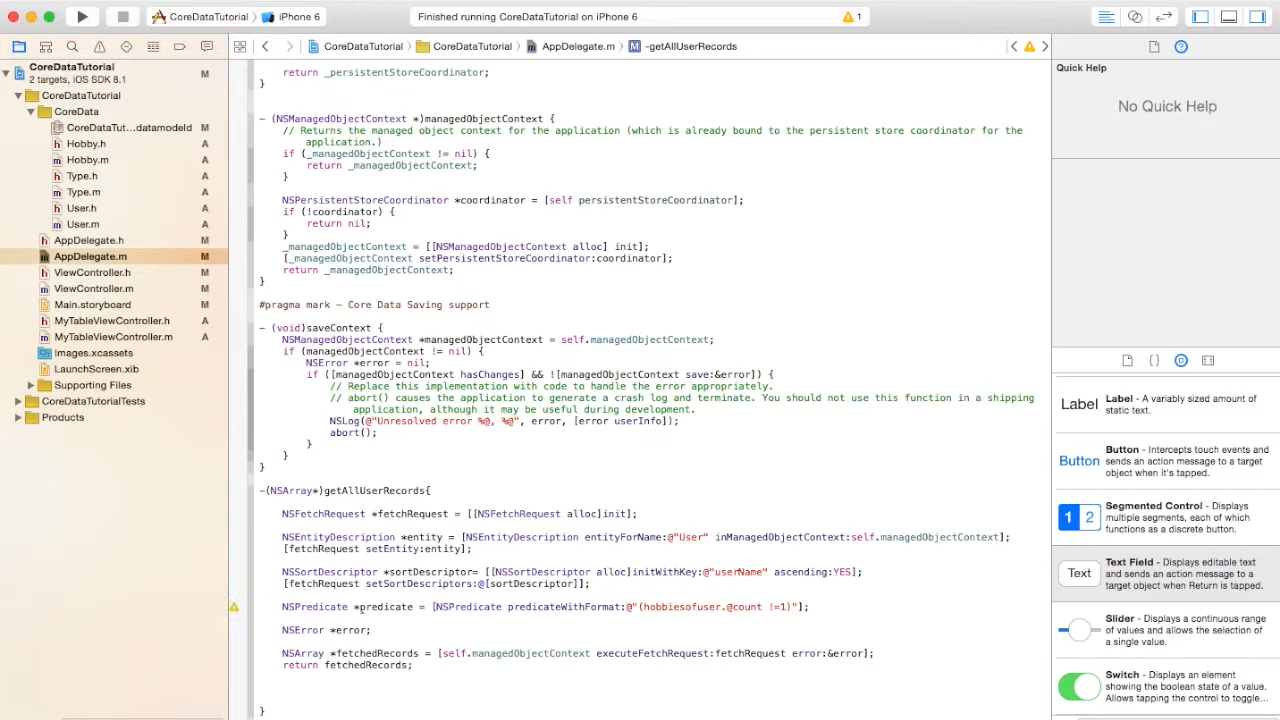 CoreDataTutorial
iPhone 6
Finished running CoreDataTutorial on iPhone 6
1
CoreDataTutorial
CoreDataTutorial
AppDelegate.m
M
-getAllUserRecords
CoreDataTutorial
2 targets, iOS SDK 8.1
M
CoreDataTutorial
CoreData
CoreDataTut...datamodeld
M
Hobby.h
A
Hobby.m
A
Type.h
A
Type.m
A
User.h
A
User.m
A
AppDelegate.h
M
AppDelegate.m
M
ViewController.h
M
ViewController.m
M
Main.storyboard
M
MyTableViewController.h
A
MyTableViewController.m
A
Images.xcassets
LaunchScreen.xib
Supporting Files
CoreDataTutorialTests
Products
return _persistentStoreCoordinator;
}
- (NSManagedObjectContext *)managedObjectContext {
// Returns the managed object context for the application (which is already bound to the persistent store coordinator for the
application.)
if (_managedObjectContext != nil) {
return _managedObjectContext;
}
NSPersistentStoreCoordinator *coordinator = [self persistentStoreCoordinator];
if (!coordinator) {
return nil;
}
_managedObjectContext = [[NSManagedObjectContext alloc] init];
[_managedObjectContext setPersistentStoreCoordinator:coordinator];
return _managedObjectContext;
}
#pragma mark - Core Data Saving support
- (void)saveContext {
NSManagedObjectContext *managedObjectContext = self.managedObjectContext;
if (managedObjectContext != nil) {
NSError *error = nil;
if ([managedObjectContext hasChanges] && ![managedObjectContext save:&error]) {
// Replace this implementation with code to handle the error appropriately.
// abort() causes the application to generate a crash log and terminate. You should not use this function in a shipping
application, although it may be useful during development.
NSLog(@"Unresolved error %@, %@", error, [error userInfo]);
abort();
}
}
}
-(NSArray*)getAllUserRecords{
NSFetchRequest *fetchRequest = [[NSFetchRequest alloc]init];
NSEntityDescription *entity = [NSEntityDescription entityForName:@"User" inManagedObjectContext:self.managedObjectContext];
[fetchRequest setEntity:entity];
NSSortDescriptor *sortDescriptor= [[NSSortDescriptor alloc]initWithKey:@"userName" ascending:YES];
[fetchRequest setSortDescriptors:@[sortDescriptor]];
NSPredicate *predicate = [NSPredicate predicateWithFormat:@"(hobbiesofuser.@count !=1)"];
NSError *error;
NSArray *fetchedRecords = [self.managedObjectContext executeFetchRequest:fetchRequest error:&error];
return fetchedRecords;
}
Quick Help
No Quick Help
Label
Label - A variably sized amount of
static text.
Button
Button - Intercepts touch events and
sends an action message to a target
object when it's tapped.
1 2
Segmented Control - Displays
multiple segments, each of which
functions as a discrete button.
Text
Text Field - Displays editable text
and sends an action message to a
target object when Return is tapped.
Slider - Displays a continuous range
of values and allows the selection of
a single value.
Switch - Displays an element
showing the boolean state of a value.
Allows tapping the control to toggle...